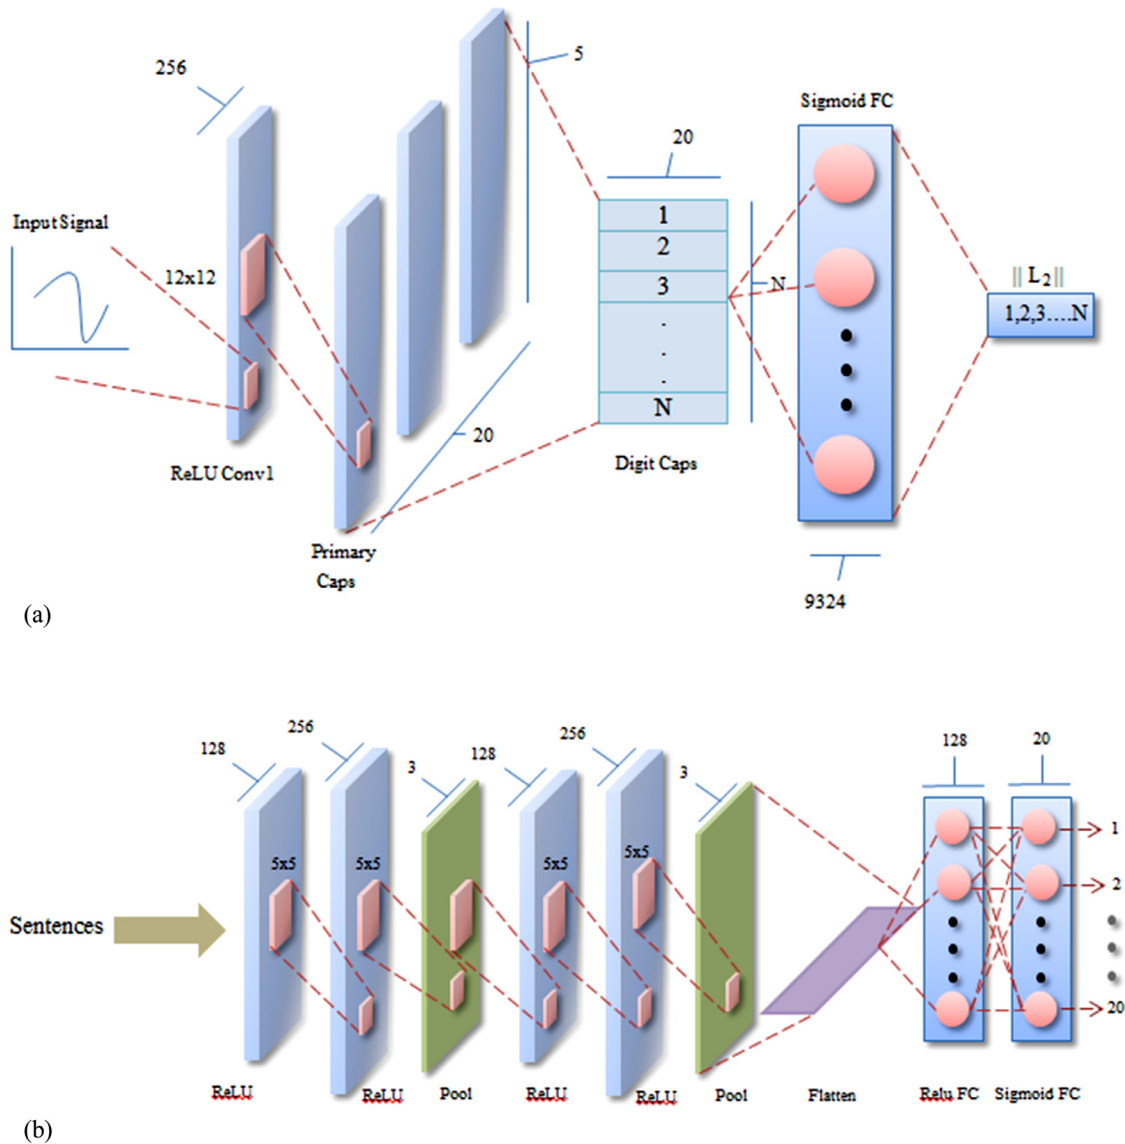 (a)
256
5
Sigmoid FC
20
Input Signal
12x12
1
2
3
.
.
.
N
N
|| L2 ||
1,2,3....N
20
ReLU Conv1
Digit Caps
Primary
Caps
9324
(b)
128
256
3
128
256
3
128
20
5x5
5x5
5x5
5x5
Sentences
1
2
20
ReLU
ReLU
Pool
ReLU
ReLU
Pool
Flatten
Relu FC
Sigmoid FC